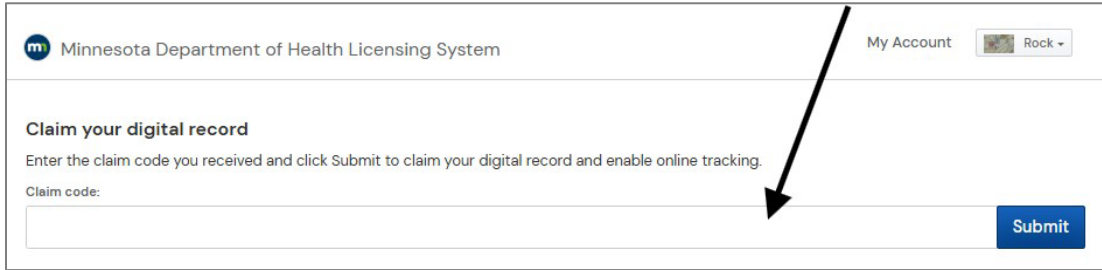 m Minnesota Department of Health Licensing System
My Account Rock
Claim your digital record
Enter the claim code you received and click Submit to claim your digital record and enable online tracking.
Claim code:
Submit